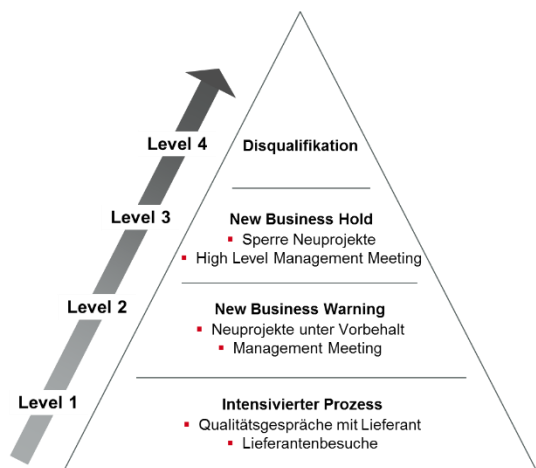 Level 4
Disqualifikation
Level 3
New Business Hold
▪ Sperre Neuprojekte
▪ High Level Management Meeting
Level 2
New Business Warning
▪ Neuprojekte unter Vorbehalt
▪ Management Meeting
Level 1
Intensivierter Prozess
▪ Qualitätsgespräche mit Lieferant
▪ Lieferantenbesuche